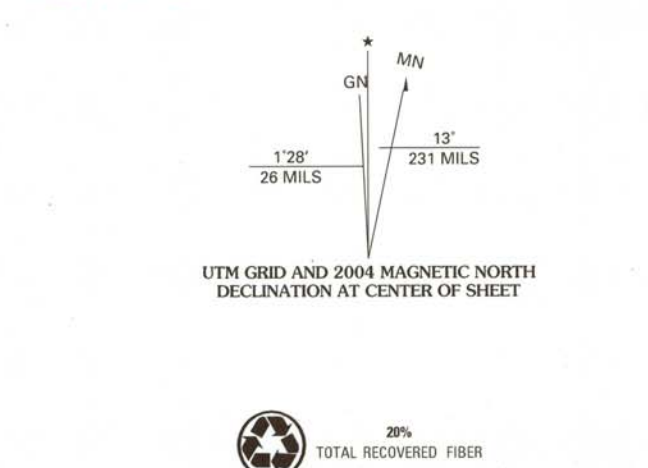 ★
MN
GN
1°28'
26 MILS
13°
231 MILS
UTM GRID AND 2004 MAGNETIC NORTH
DECLINATION AT CENTER OF SHEET
20%
TOTAL RECOVERED FIBER